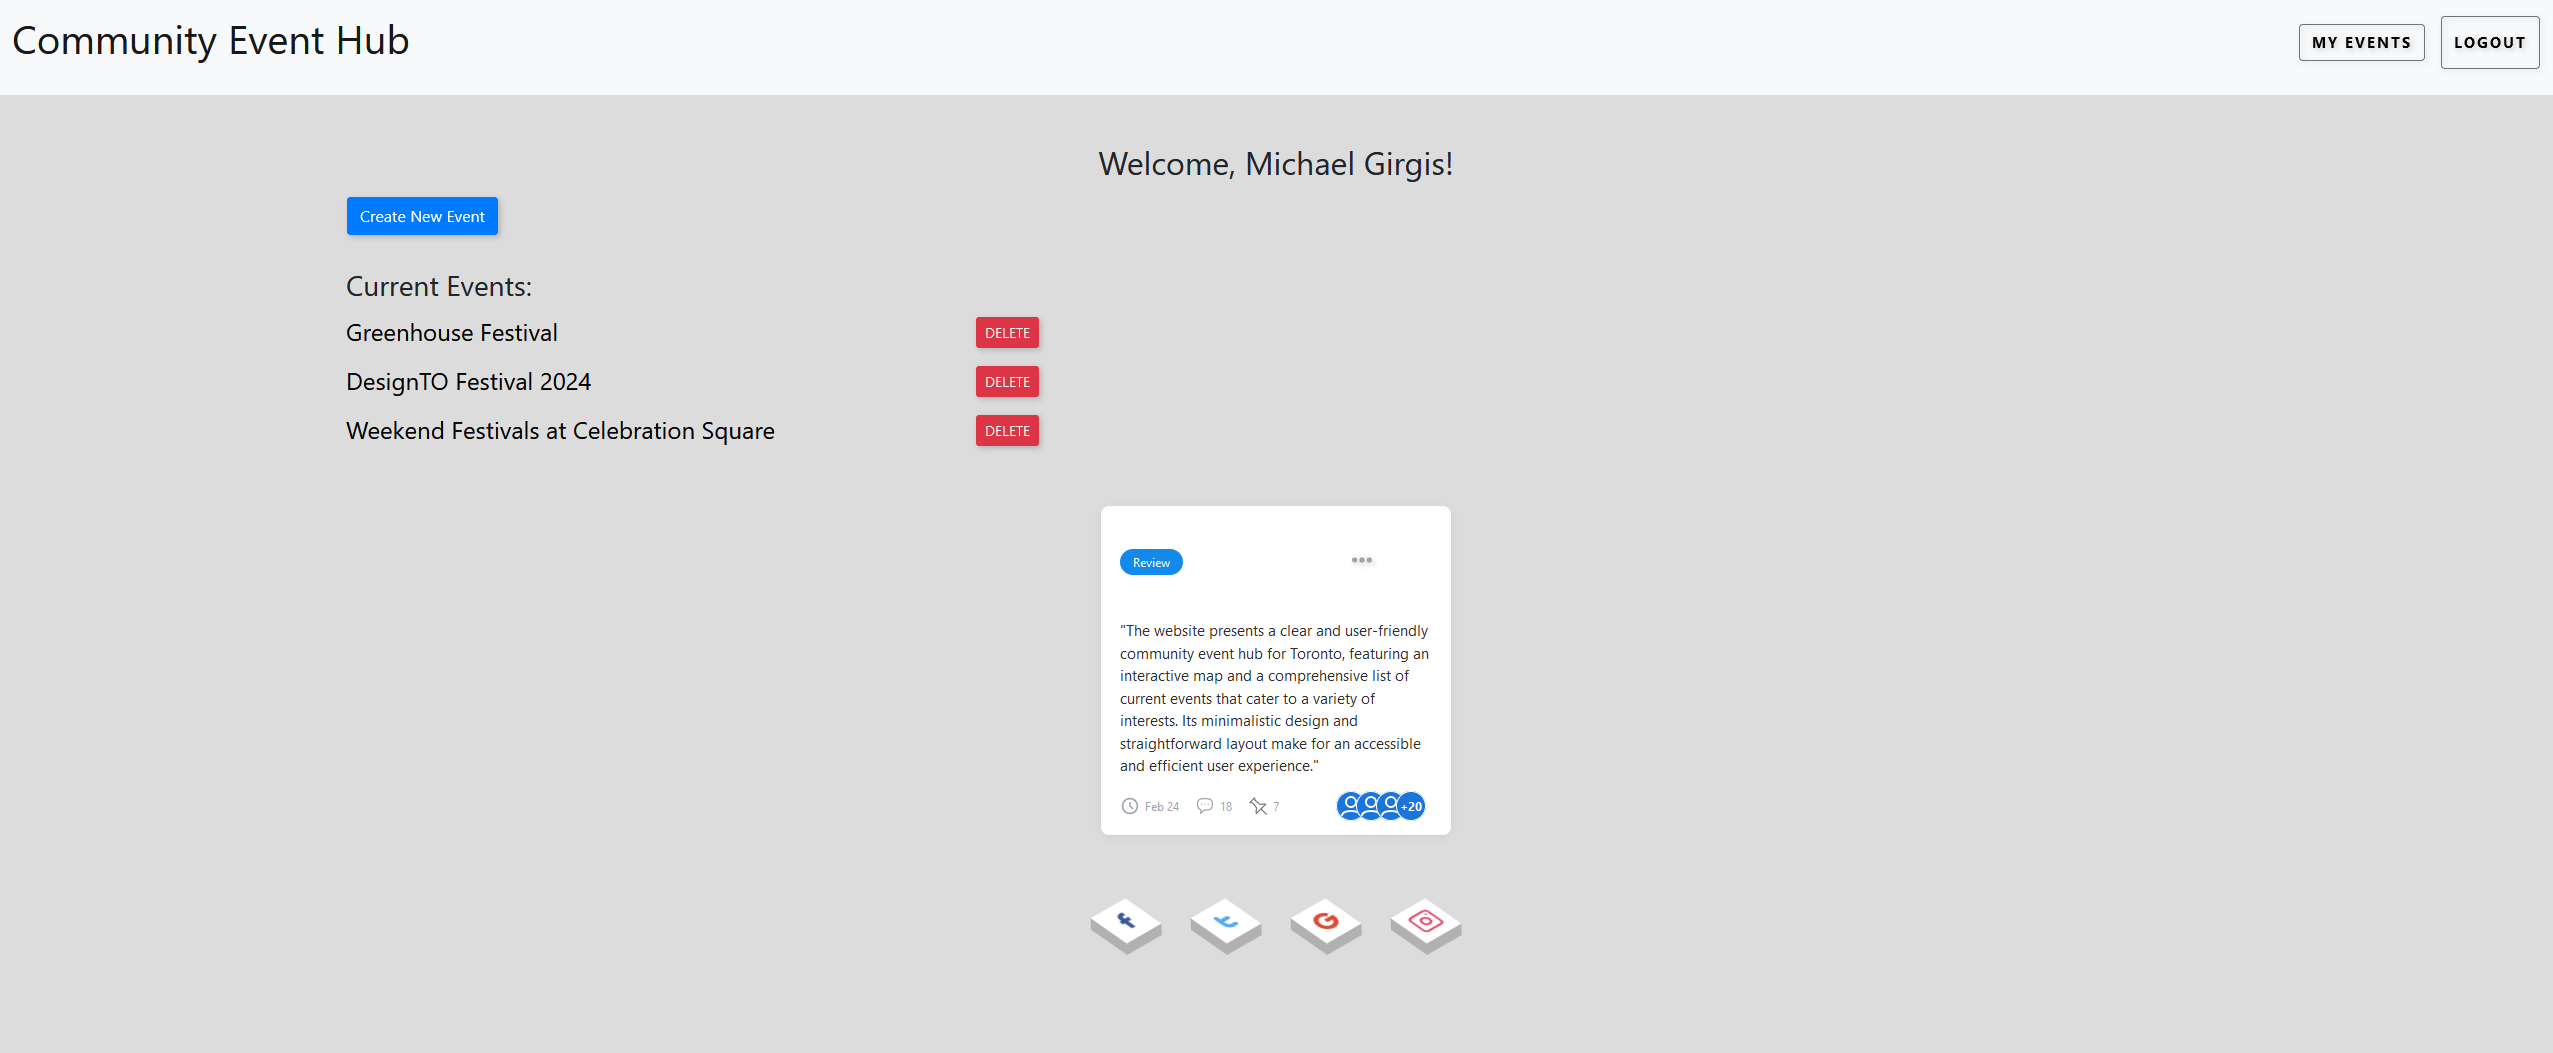 Community Event Hub
MY EVENTS
LOGOUT
Welcome, Michael Girgis!
Create New Event
Current Events:
Greenhouse Festival
DELETE
DesignTO Festival 2024
DELETE
Weekend Festivals at Celebration Square
DELETE
Review
"The website presents a clear and user-friendly
community event hub for Toronto, featuring an
interactive map and a comprehensive list of
current events that cater to a variety of
interests. Its minimalistic design and
straightforward layout make for an accessible
and efficient user experience."
Feb 24
18
7
+20